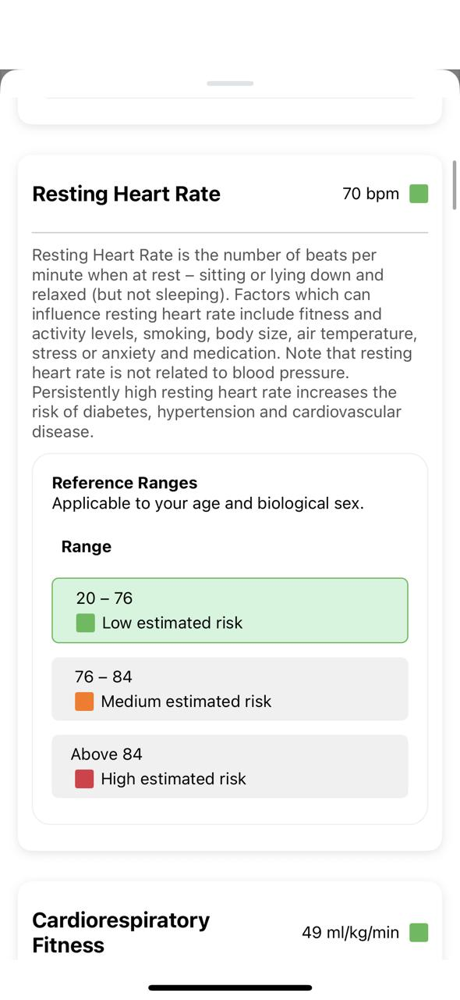 Resting Heart Rate
70 bpm
Resting Heart Rate is the number of beats per
minute when at rest – sitting or lying down and
relaxed (but not sleeping). Factors which can
influence resting heart rate include fitness and
activity levels, smoking, body size, air temperature,
stress or anxiety and medication. Note that resting
heart rate is not related to blood pressure.
Persistently high resting heart rate increases the
risk of diabetes, hypertension and cardiovascular
disease.
Reference Ranges
Applicable to your age and biological sex.
Range
20 – 76
Low estimated risk
76 – 84
Medium estimated risk
Above 84
High estimated risk
Cardiorespiratory
Fitness
49 ml/kg/min